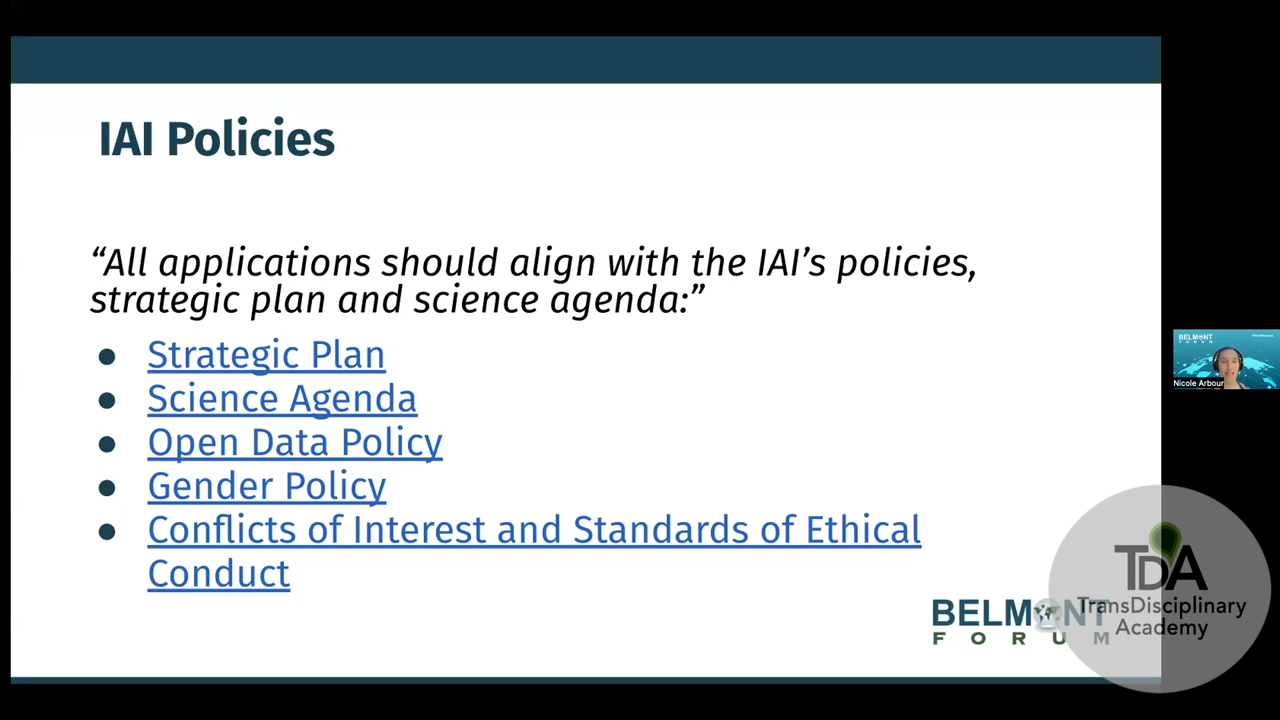 IAI Policies
“All applications should align with the IAI’s policies,
strategic plan and science agenda:”
● Strategic Plan
● Science Agenda
● Open Data Policy
● Gender Policy
● Conflicts of Interest and Standards of Ethical
Conduct
BELMONT
FORUM
TDA
TransDisciplinary
Academy
BELMONT
FORUM
Nicole Arbour